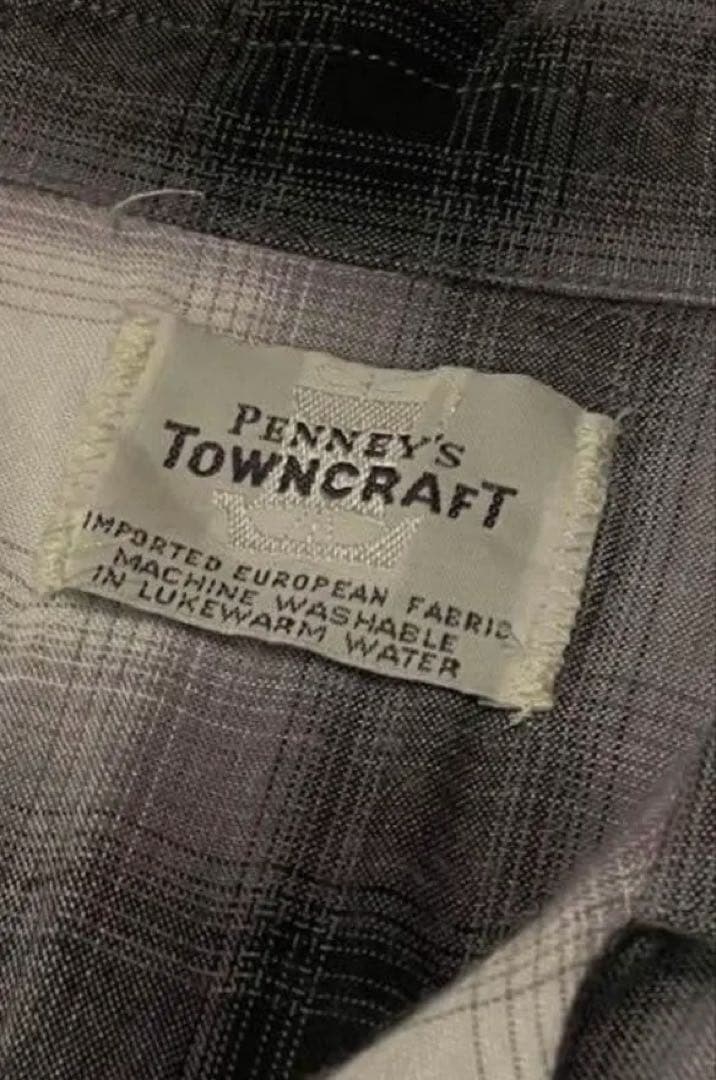 PENNEY'S
TOWNCRAFT
IMPORTED EUROPEAN FABRIC
MACHINE WASHABLE
IN LUKEWARM WATER